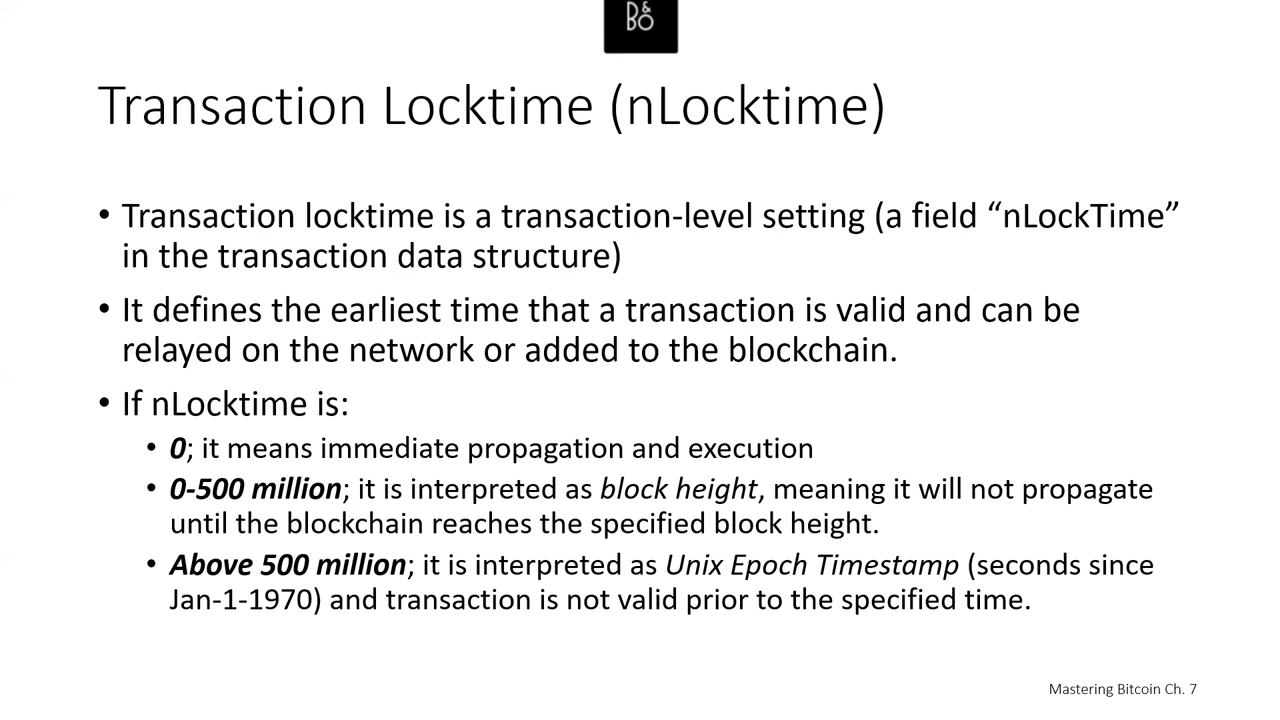 B&O
Transaction Locktime (nLocktime)
• Transaction locktime is a transaction-level setting (a field “nLockTime”
in the transaction data structure)
• It defines the earliest time that a transaction is valid and can be
relayed on the network or added to the blockchain.
• If nLocktime is:
• 0; it means immediate propagation and execution
• 0-500 million; it is interpreted as block height, meaning it will not propagate
until the blockchain reaches the specified block height.
• Above 500 million; it is interpreted as Unix Epoch Timestamp (seconds since
Jan-1-1970) and transaction is not valid prior to the specified time.
Mastering Bitcoin Ch. 7